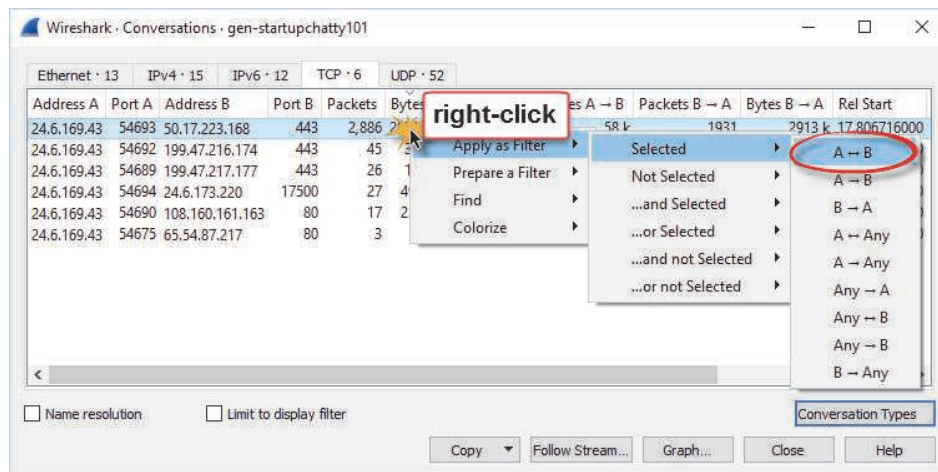 Wireshark · Conversations · gen-startupchatty101
Ethernet · 13 IPv4 · 15 IPv6 · 12 TCP · 6 UDP · 52
Address A Port A Address B Port B Packets Bytes A → B Packets B → A Bytes B → A Rel Start
24.6.169.43 54693 50.17.223.168 443 2,886 58 k 1931 2913 k 17.806716000
24.6.169.43 54692 199.47.216.174 443 45
24.6.169.43 54689 199.47.217.177 443 26
24.6.169.43 54694 24.6.173.220 17500 27
24.6.169.43 54690 108.160.161.163 80 17
24.6.169.43 54675 65.54.87.217 80 3
right-click
Apply as Filter
Prepare a Filter
Find
Colorize
Selected
Not Selected
...and Selected
...or Selected
...and not Selected
...or not Selected
A ↔ B
A → B
B → A
A ↔ Any
A → Any
Any → A
Any ↔ B
Any → B
B → Any
Name resolution Limit to display filter Conversation Types
Copy Follow Stream... Graph... Close Help